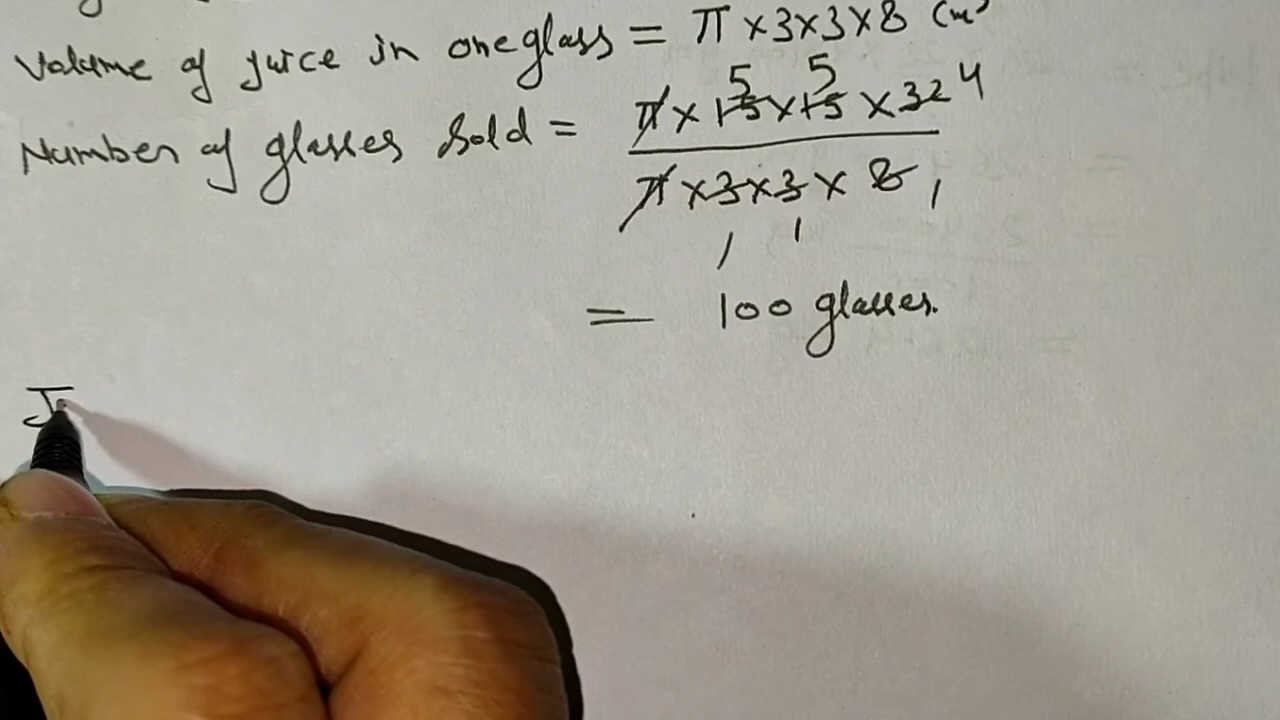 Volume of juice in one glass = π × 3 × 3 × 8 cm³
5 5
Number of glasses sold = π × 15 × 15 × 32 4
π × 3 × 3 × 8 1
1 1
= 100 glasses.
J